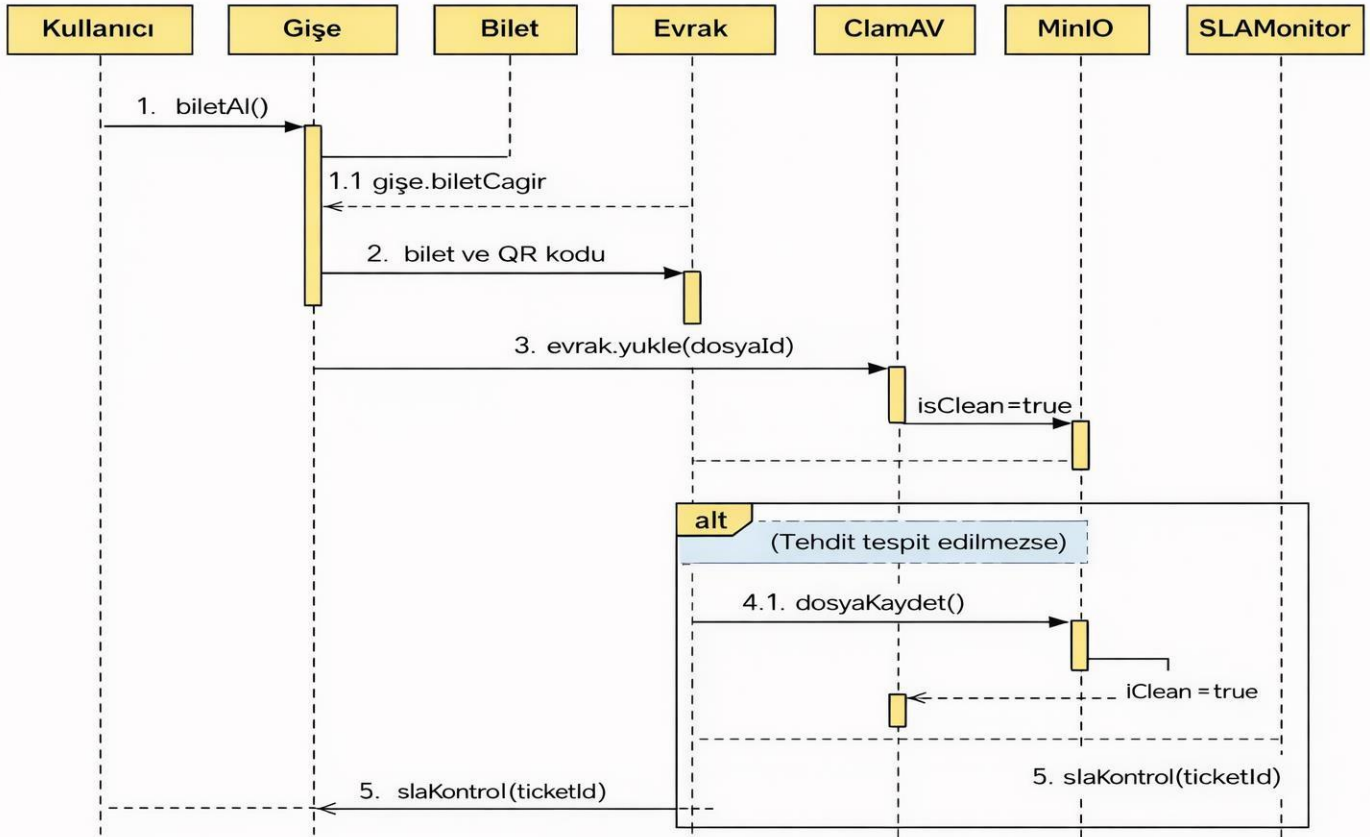 Kullanıcı
Gişe
Bilet
Evrak
ClamAV
MinIO
SLAMonitor
1. biletAl()
1.1 gişe.biletCagir
2. bilet ve QR kodu
3. evrak.yukle(dosyaId)
isClean=true
alt
(Tehdit tespit edilmezse)
4.1. dosyaKaydet()
iClean =true
5. slaKontrol(ticketId)
5. slaKontrol(ticketId)